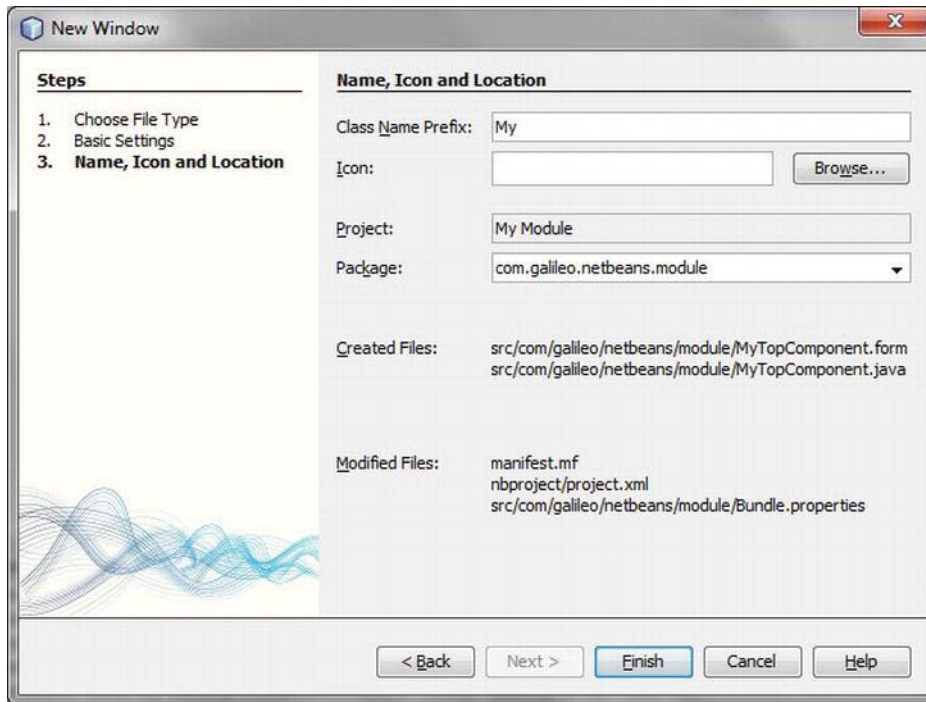 New Window
Steps
1. Choose File Type
2. Basic Settings
3. Name, Icon and Location
Name, Icon and Location
Class Name Prefix: My
Icon: Browse...
Project: My Module
Package: com.galileo.netbeans.module
Created Files: src/com/galileo/netbeans/module/MyTopComponent.form
src/com/galileo/netbeans/module/MyTopComponent.java
Modified Files: manifest.mf
nbproject/project.xml
src/com/galileo/netbeans/module/Bundle.properties
< Back Next > Finish Cancel Help